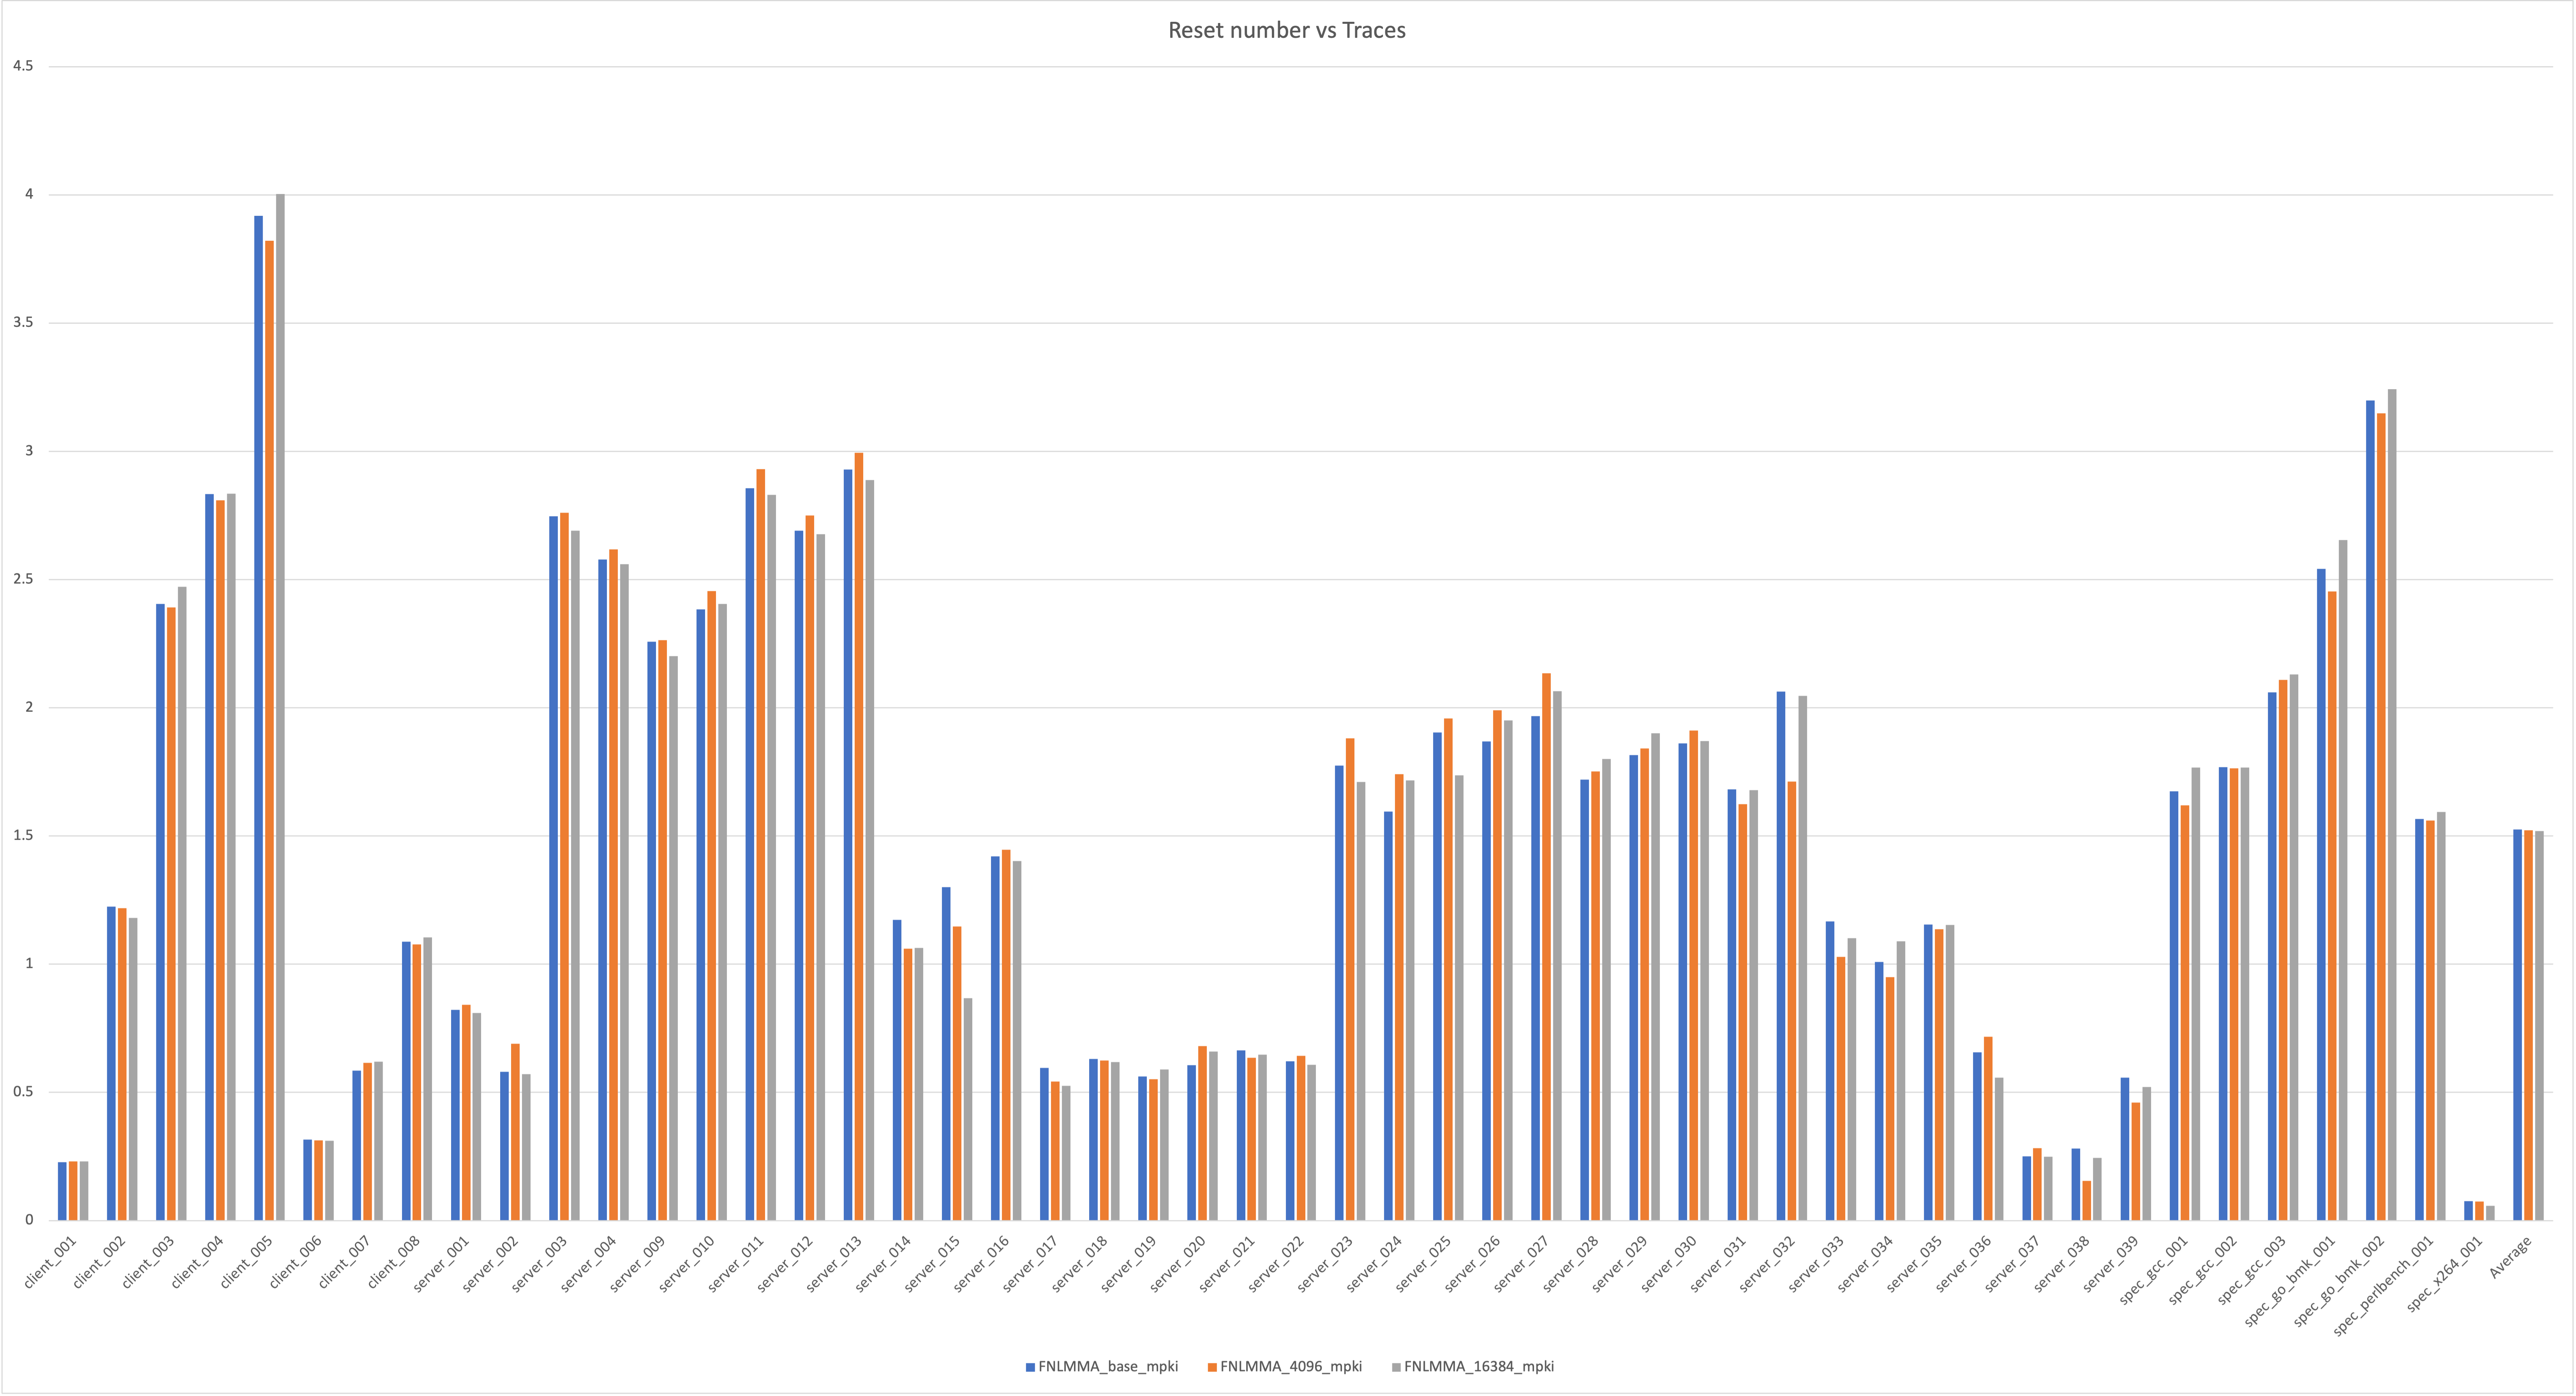 Reset number vs Traces
4.5
4
3.5
3
2.5
2
1.5
1
0.5
0
client_001
client_002
client_003
client_004
client_005
client_006
client_007
client_008
server_001
server_002
server_003
server_004
server_009
server_010
server_011
server_012
server_013
server_014
server_015
server_016
server_017
server_018
server_019
server_020
server_021
server_022
server_023
server_024
server_025
server_026
server_027
server_028
server_029
server_030
server_031
server_032
server_033
server_034
server_035
server_036
server_037
server_038
server_039
spec_gcc_001
spec_gcc_002
spec_gcc_003
spec_go_bmk_001
spec_go_bmk_002
spec_perlbench_001
spec_x264_001
Average
FNLMMA_base_mpki
FNLMMA_4096_mpki
FNLMMA_16384_mpki